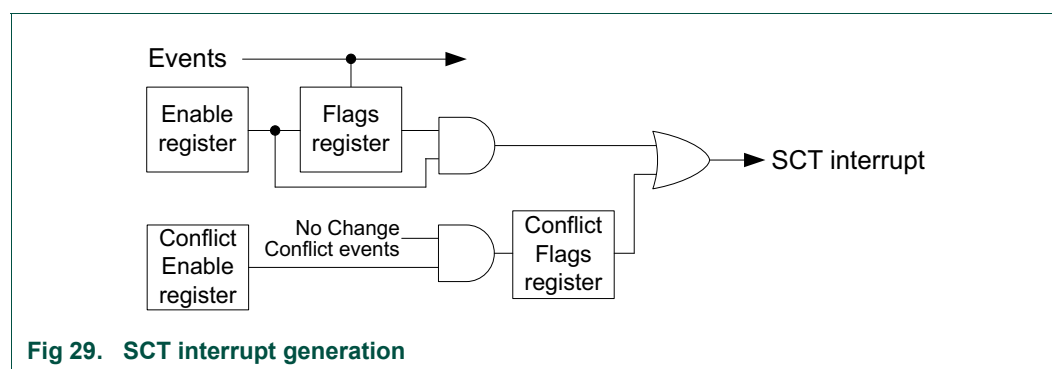 Events
Enable
register
Flags
register
SCT interrupt
No Change
Conflict events
Conflict
Enable
register
Conflict
Flags
register
Fig 29. SCT interrupt generation